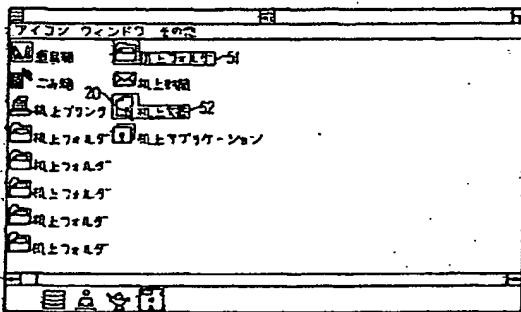 アイコン ウィンドウ その他
道具箱 机上フォルダ 51
ごみ箱 机上
20
机上プリンタ 机上文書 52
机上フォルダ 机上アプリケーション
机上フォルダ
机上フォルダ
机上フォルダ
机上フォルダ